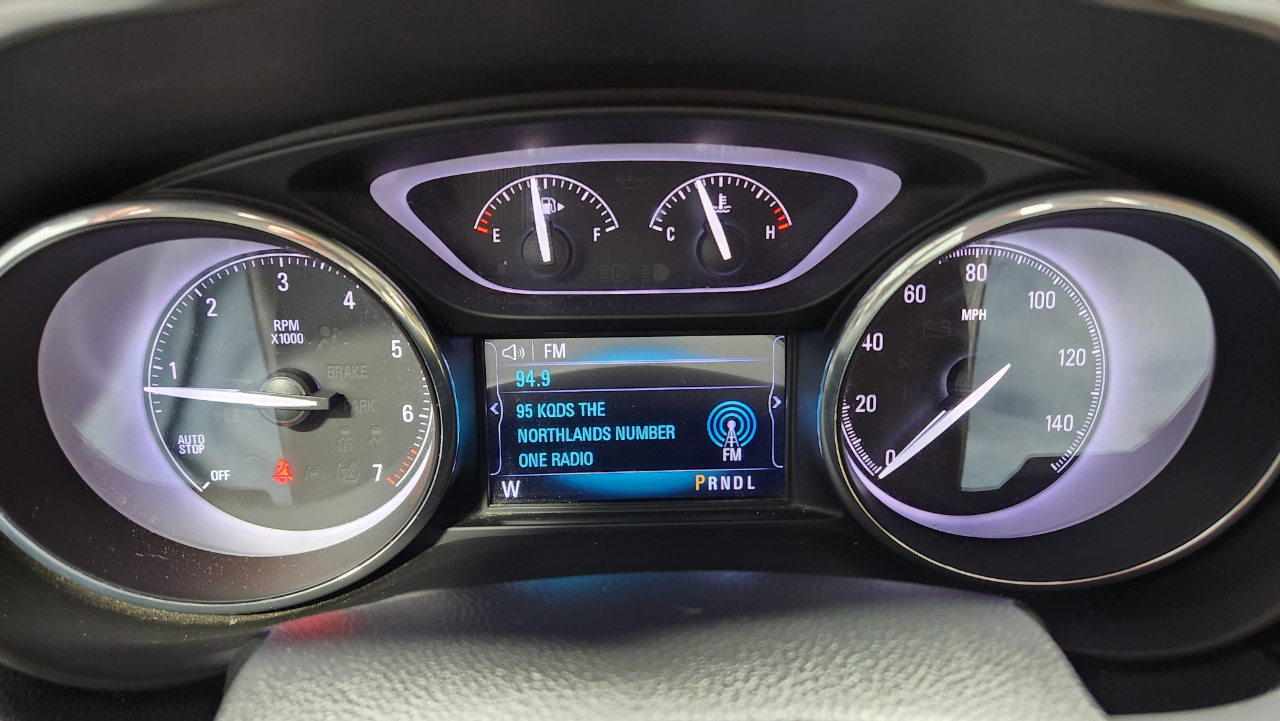 E F
C H
1
2
3
4
5
6
7
RPM
X1000
AUTO
STOP
OFF
BRAKE
PARK
FM
94.9
95 KQDS THE
NORTHLANDS NUMBER
ONE RADIO
FM
W
PRNDL
0
20
40
60
80
100
120
140
MPH